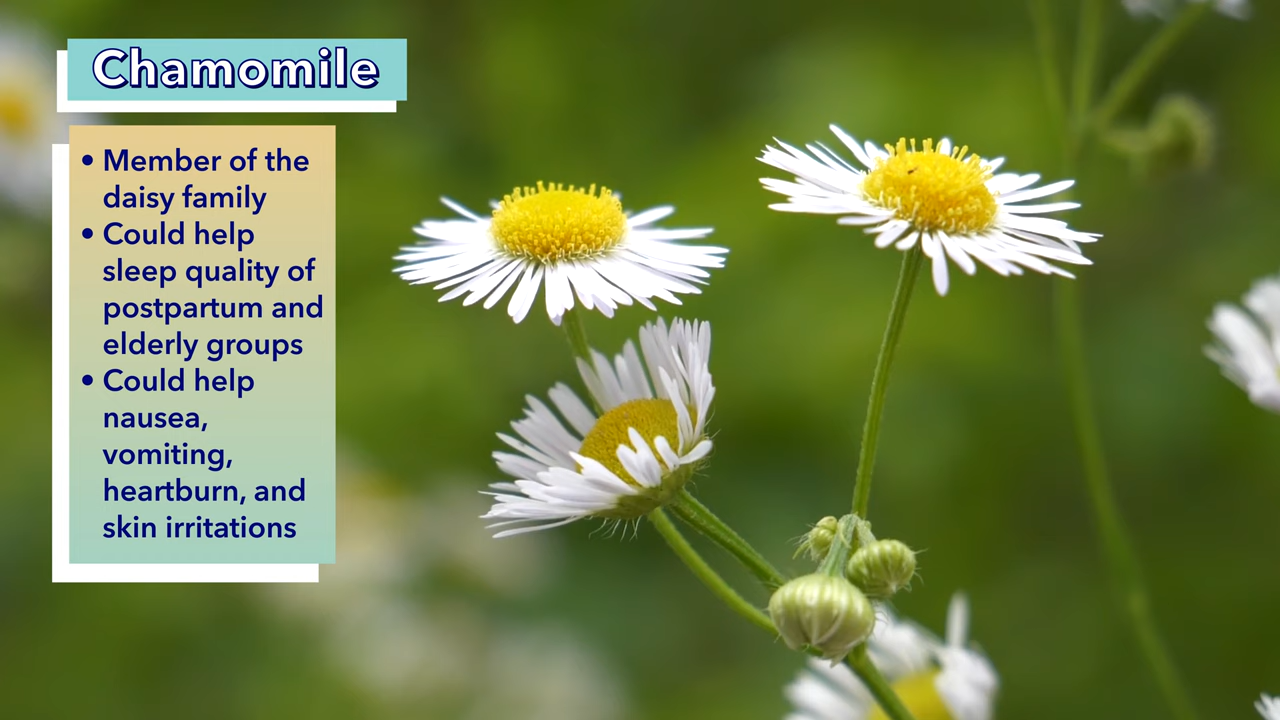 Chamomile
• Member of the
daisy family
• Could help
sleep quality of
postpartum and
elderly groups
• Could help
nausea,
vomiting,
heartburn, and
skin irritations